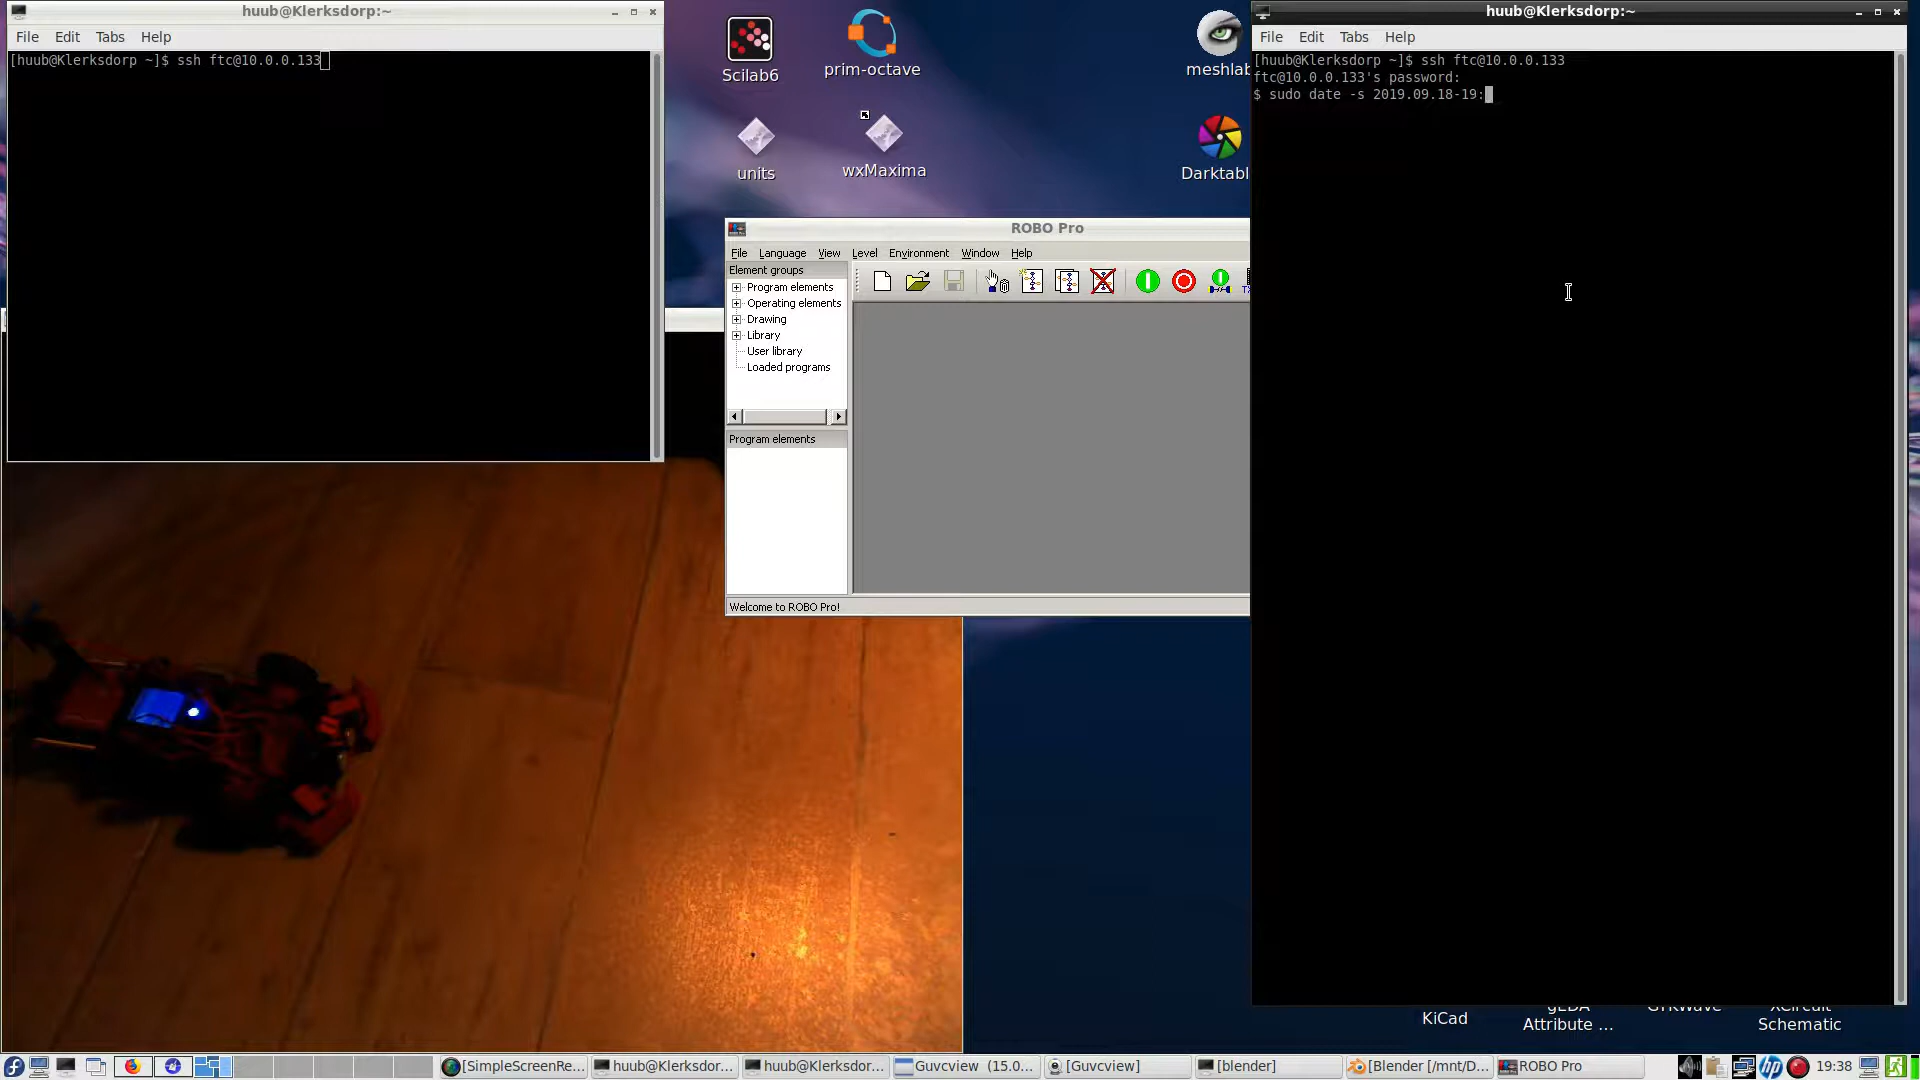 huub@Klerksdorp:~
File Edit Tabs Help
[huub@Klerksdorp ~]$ ssh ftc@10.0.0.133
Scilab6
prim-octave
meshlab
units
wxMaxima
Darktabl
ROBO Pro
File Language View Level Environment Window Help
Element groups
Program elements
Operating elements
Drawing
Library
User library
Loaded programs
Program elements
Welcome to ROBO Pro!
huub@Klerksdorp:~
File Edit Tabs Help
[huub@Klerksdorp ~]$ ssh ftc@10.0.0.133
ftc@10.0.0.133's password:
$ sudo date -s 2019.09.18-19:
KiCad
gEDA
Attribute ...
GTKWave
XCircuit
Schematic
[SimpleScreenRe...
huub@Klerksdor...
huub@Klerksdor...
Guvcview (15.0...
[Guvcview]
[blender]
[Blender [/mnt/D...
ROBO Pro
19:38